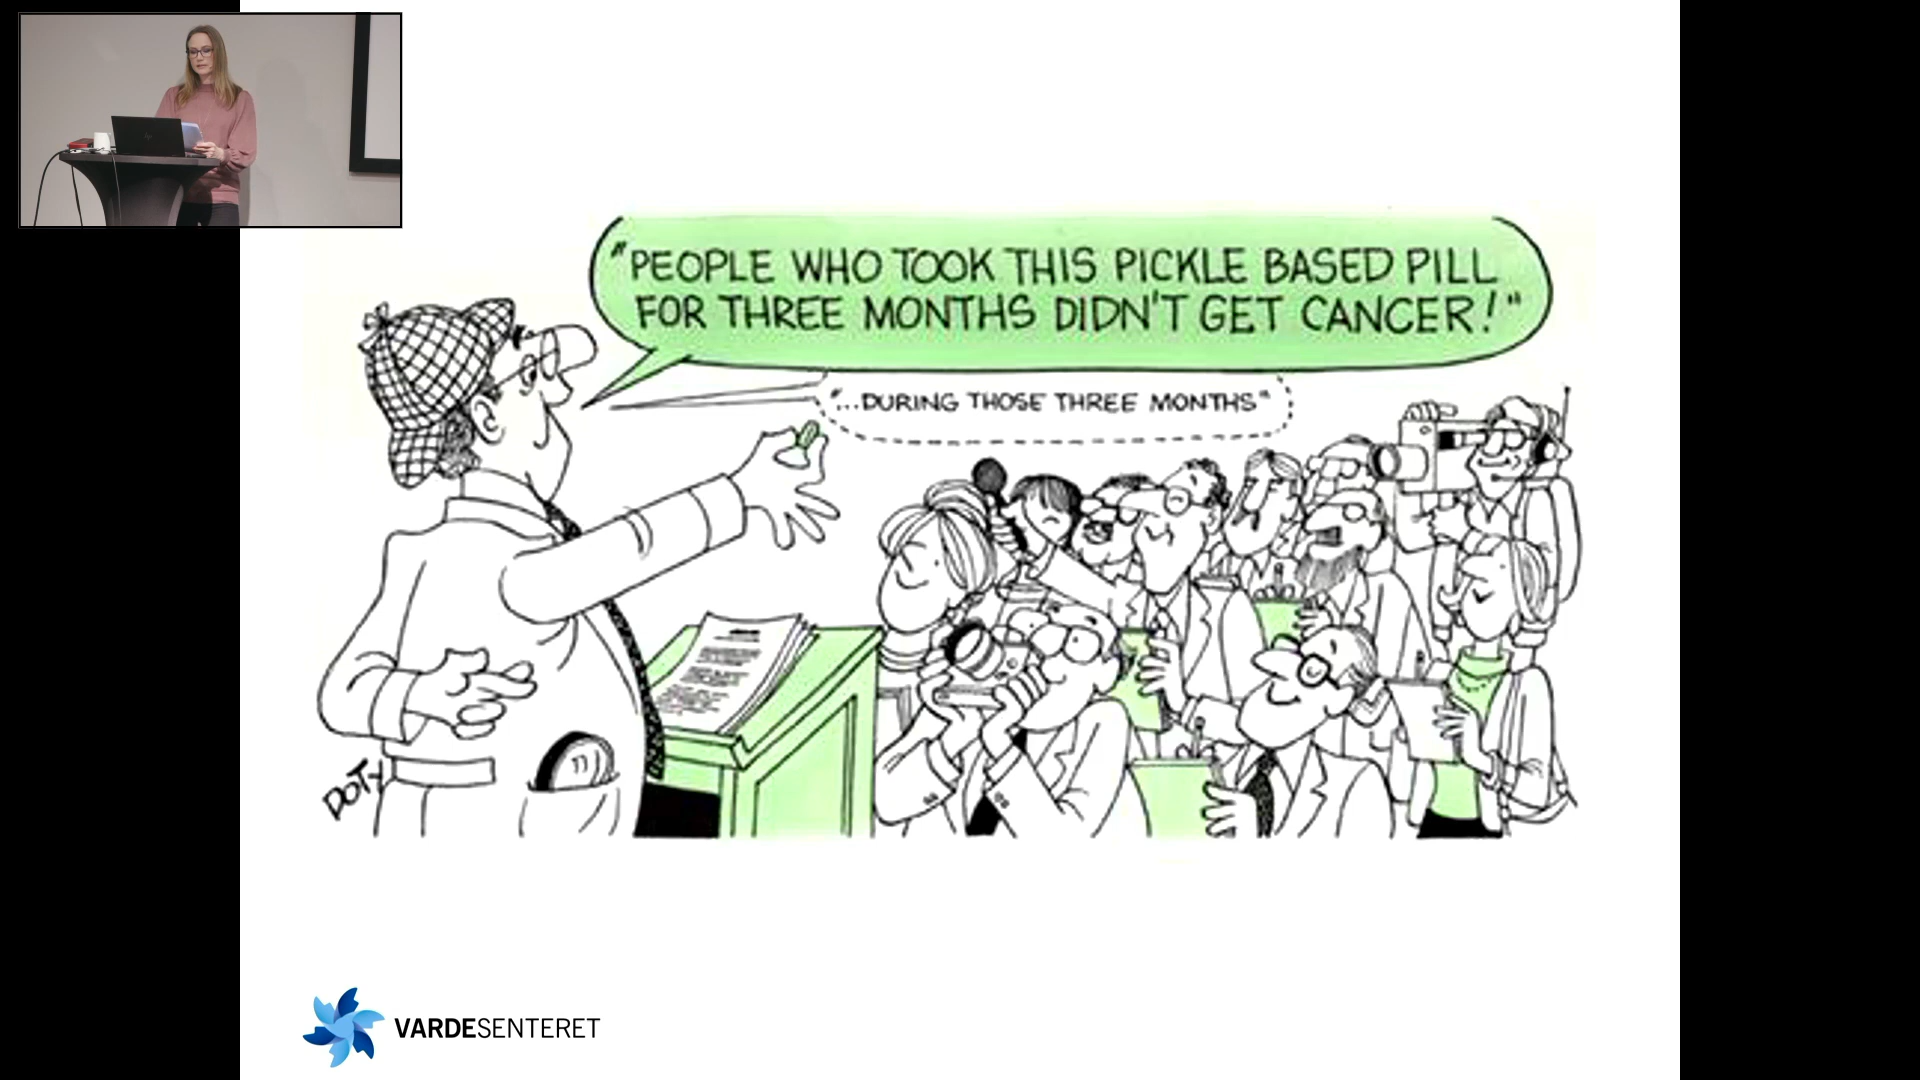 "PEOPLE WHO TOOK THIS PICKLE BASED PILL
FOR THREE MONTHS DIDN'T GET CANCER!"
"...DURING THOSE THREE MONTHS"
DOTY
VARDESENTERET